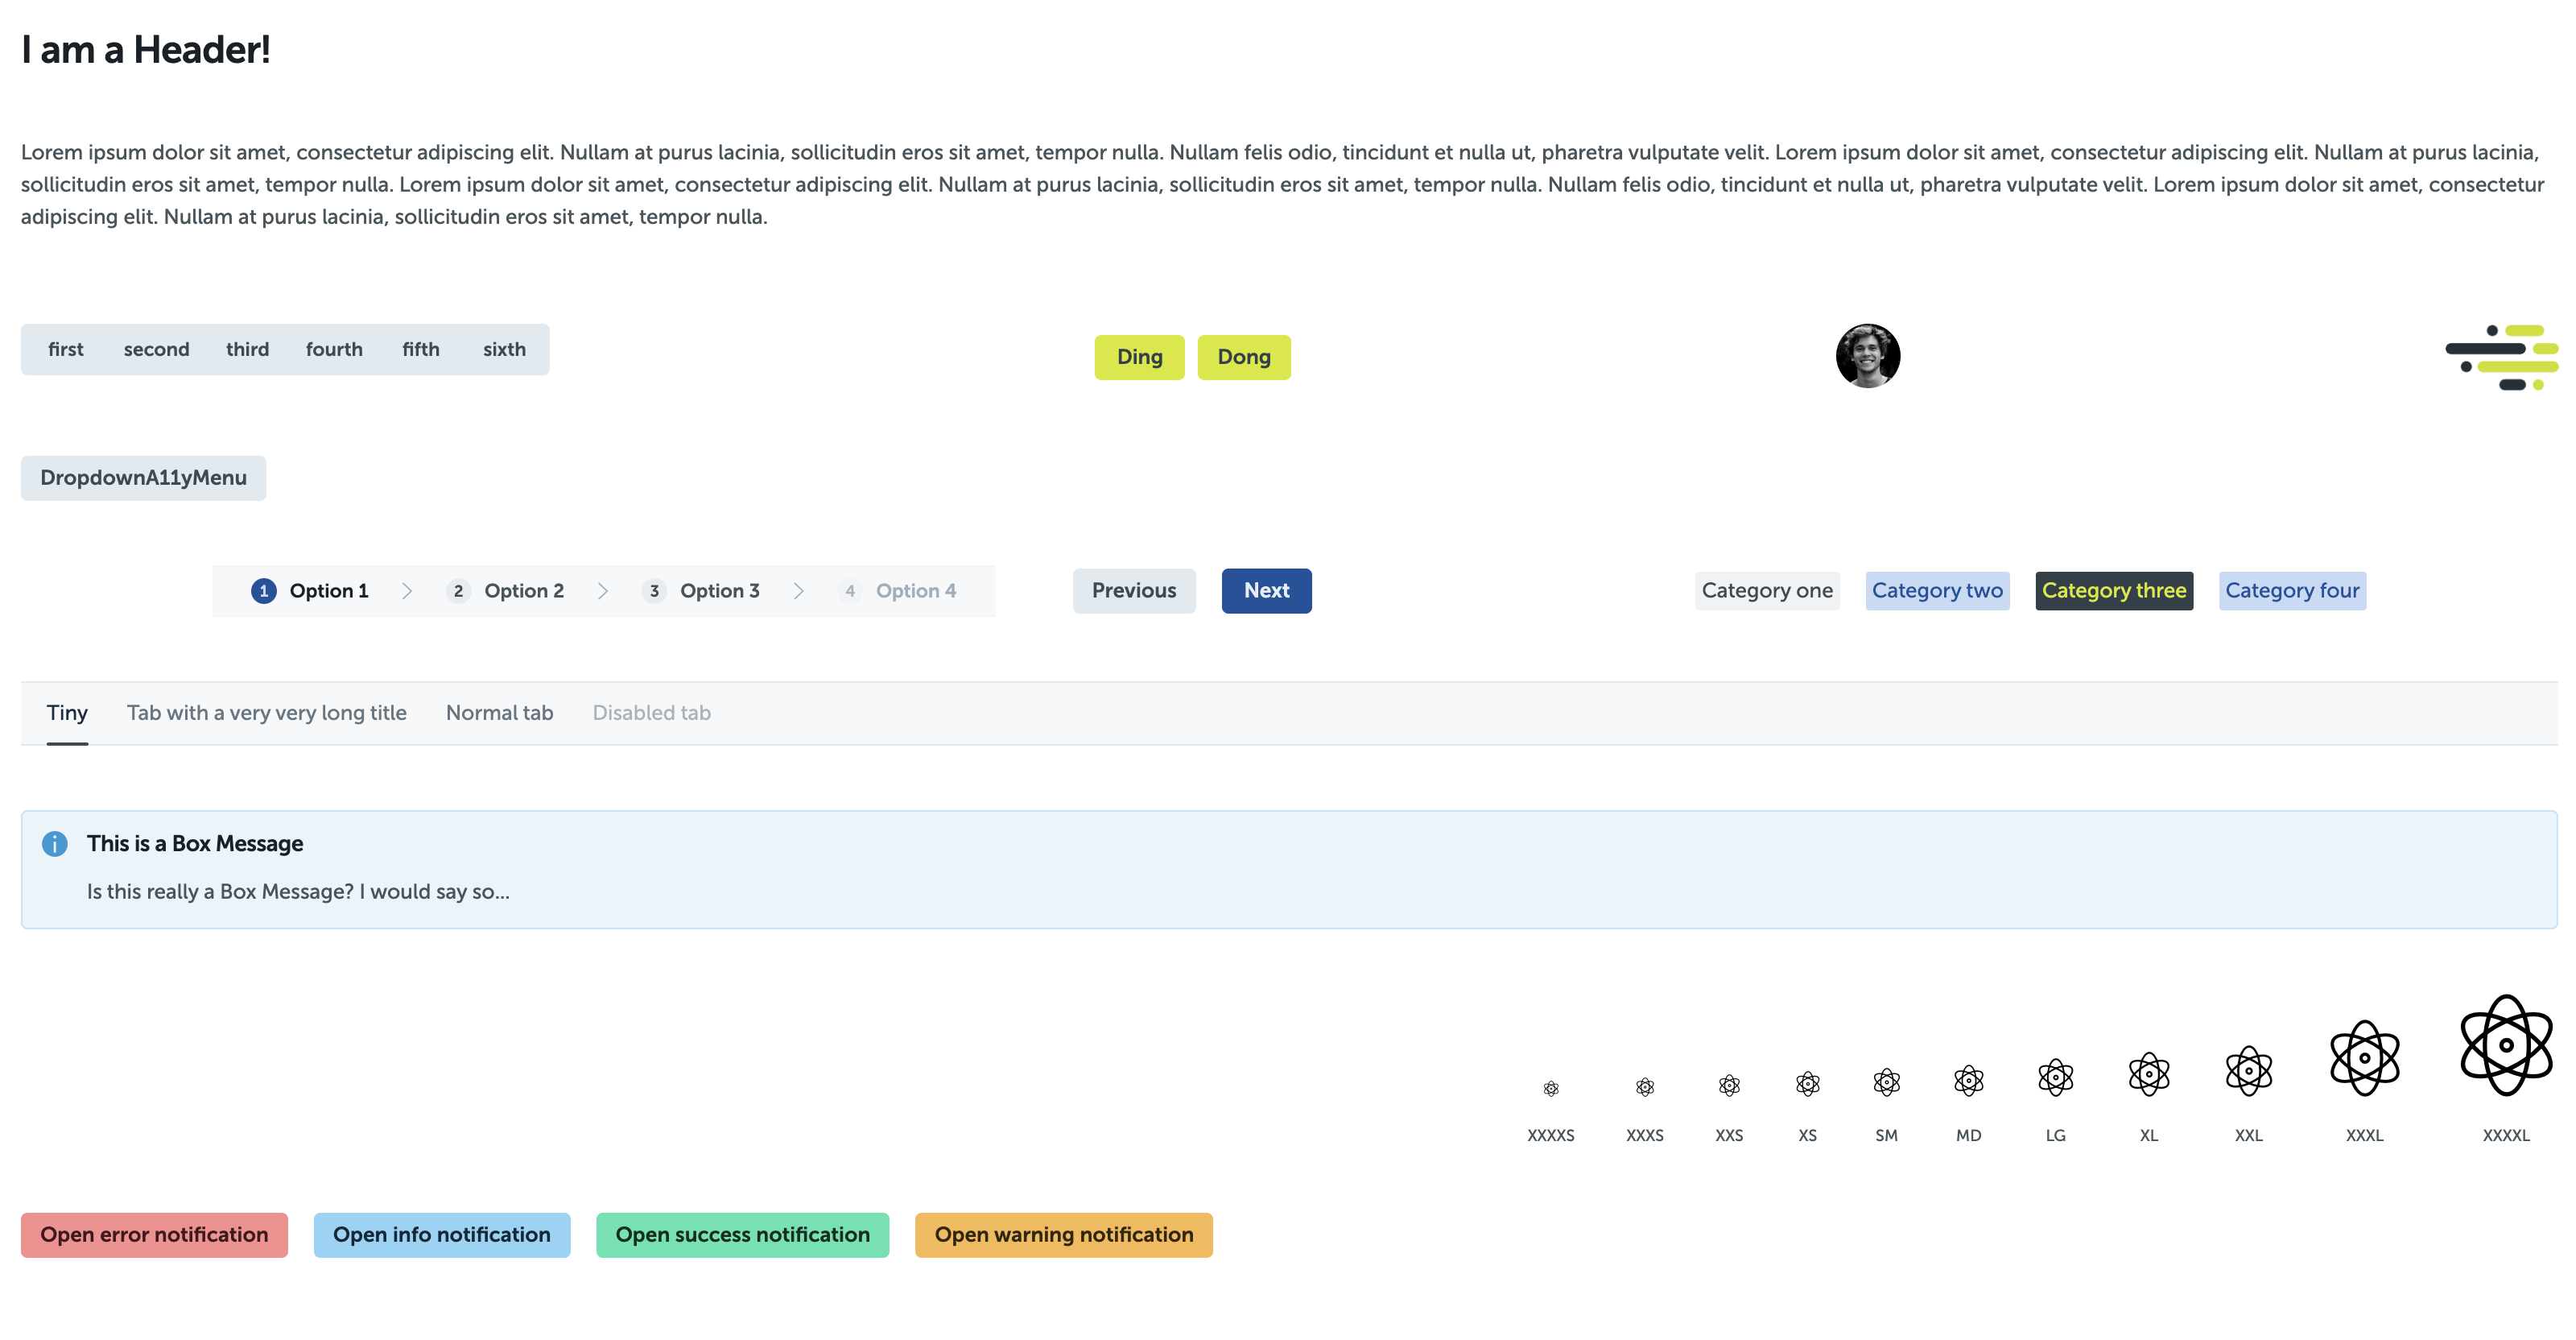 I am a Header!
Lorem ipsum dolor sit amet, consectetur adipiscing elit. Nullam at purus lacinia, sollicitudin eros sit amet, tempor nulla. Nullam felis odio, tincidunt et nulla ut, pharetra vulputate velit. Lorem ipsum dolor sit amet, consectetur adipiscing elit. Nullam at purus lacinia,
sollicitudin eros sit amet, tempor nulla. Lorem ipsum dolor sit amet, consectetur adipiscing elit. Nullam at purus lacinia, sollicitudin eros sit amet, tempor nulla. Nullam felis odio, tincidunt et nulla ut, pharetra vulputate velit. Lorem ipsum dolor sit amet, consectetur
adipiscing elit. Nullam at purus lacinia, sollicitudin eros sit amet, tempor nulla.
first second third fourth fifth sixth Ding Dong
DropdownA11yMenu
1 Option 1 2 Option 2 3 Option 3 4 Option 4 Previous Next Category one Category two Category three Category four
Tiny Tab with a very very long title Normal tab Disabled tab
i This is a Box Message
Is this really a Box Message? I would say so...
XXXXS XXXS XXS XS SM MD LG XL XXL XXXL XXXXL
Open error notification Open info notification Open success notification Open warning notification